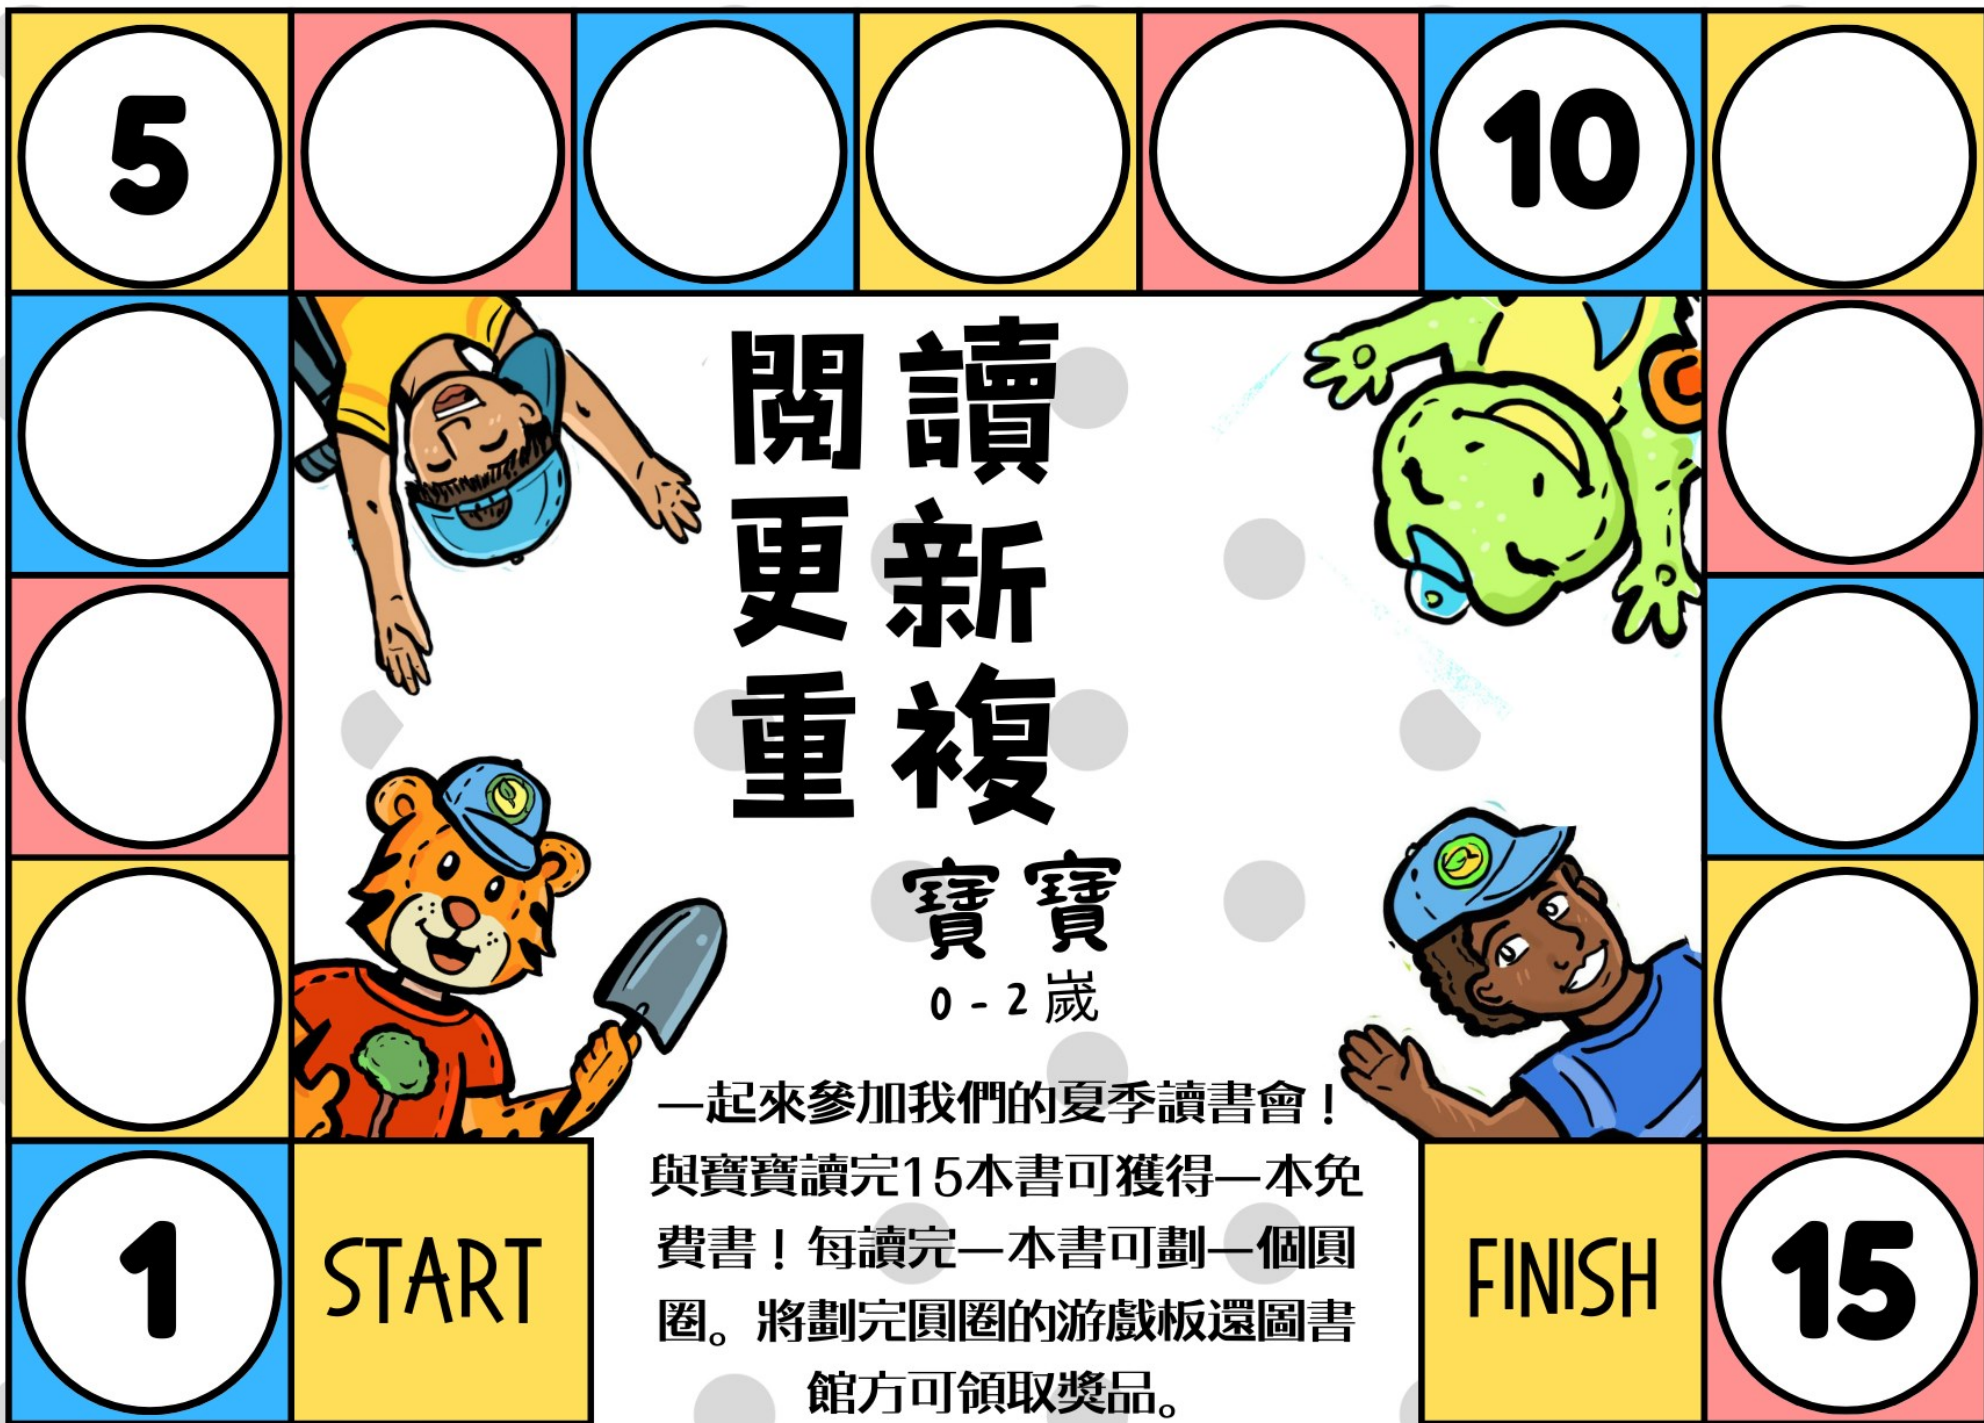 5
10
閱讀
更新
重複
寶寶
0 - 2 歲
一起來參加我們的夏季讀書會！
與寶寶讀完15本書可獲得一本免
費書！每讀完一本書可劃一個圓
圈。將劃完圓圈的游戲板還圖書
館方可領取獎品。
1
START
FINISH
15